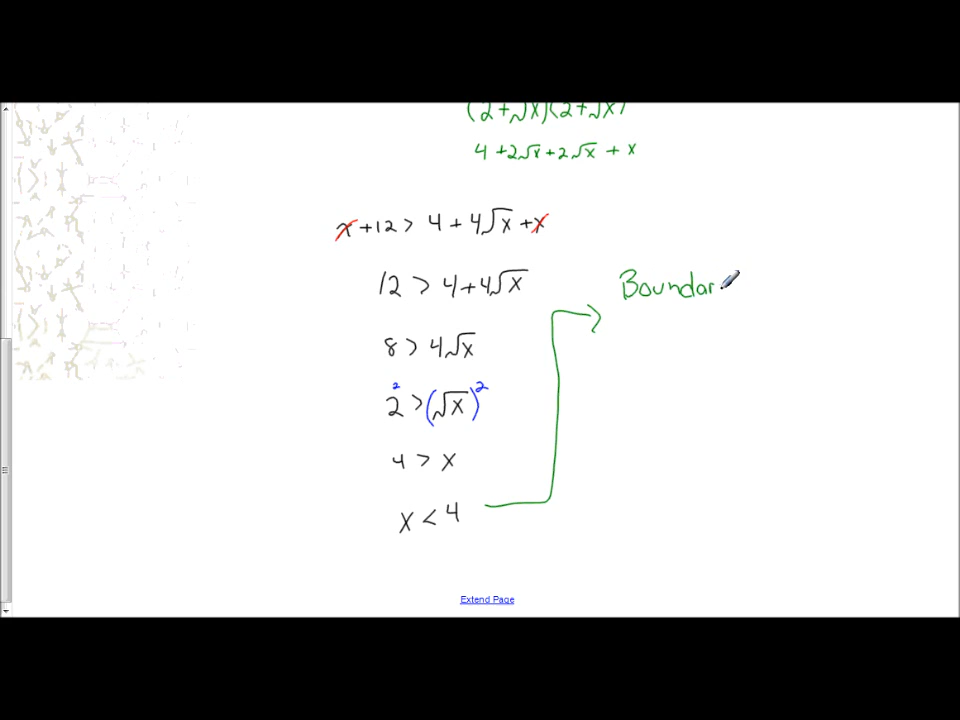 (2+√x)(2+√x)
4+2√x+2√x + x
x+12 > 4+4√x+x
12 > 4+4√x
Boundar
8 > 4√x
2² > (√x)²
4 > x
x < 4
Extend Page